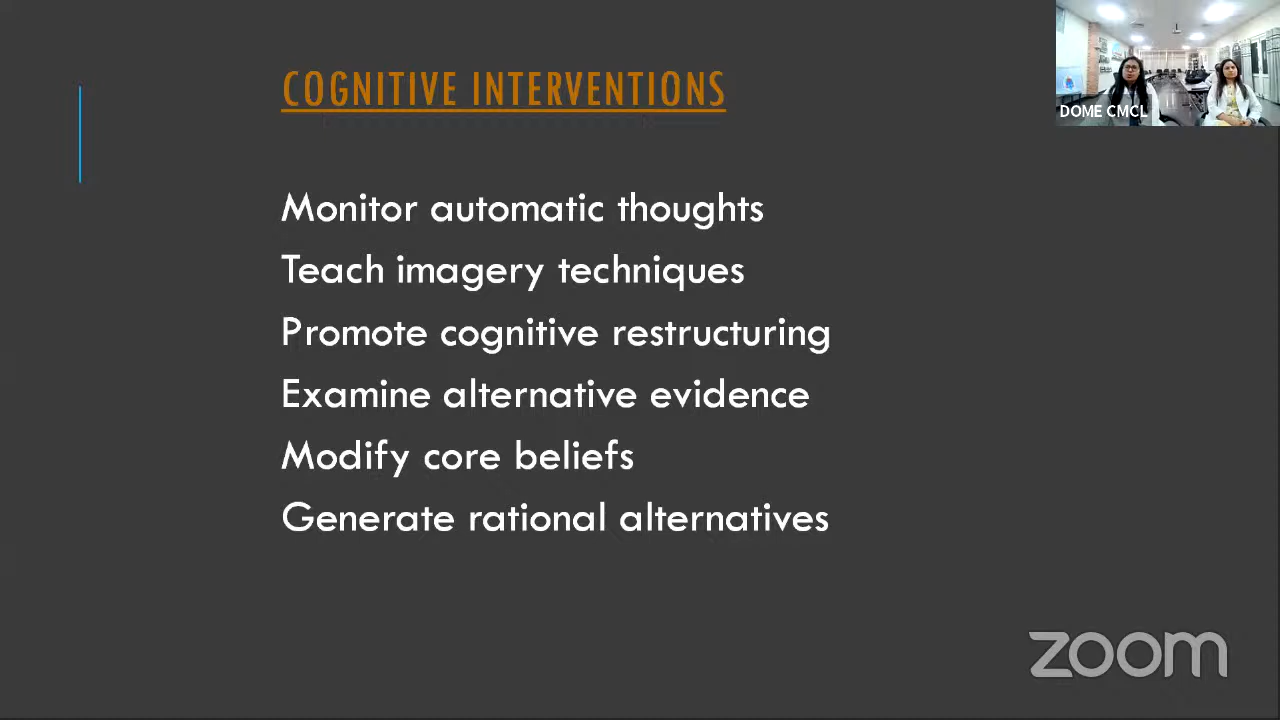 COGNITIVE INTERVENTIONS
DOME CMCL
Monitor automatic thoughts
Teach imagery techniques
Promote cognitive restructuring
Examine alternative evidence
Modify core beliefs
Generate rational alternatives
zoom